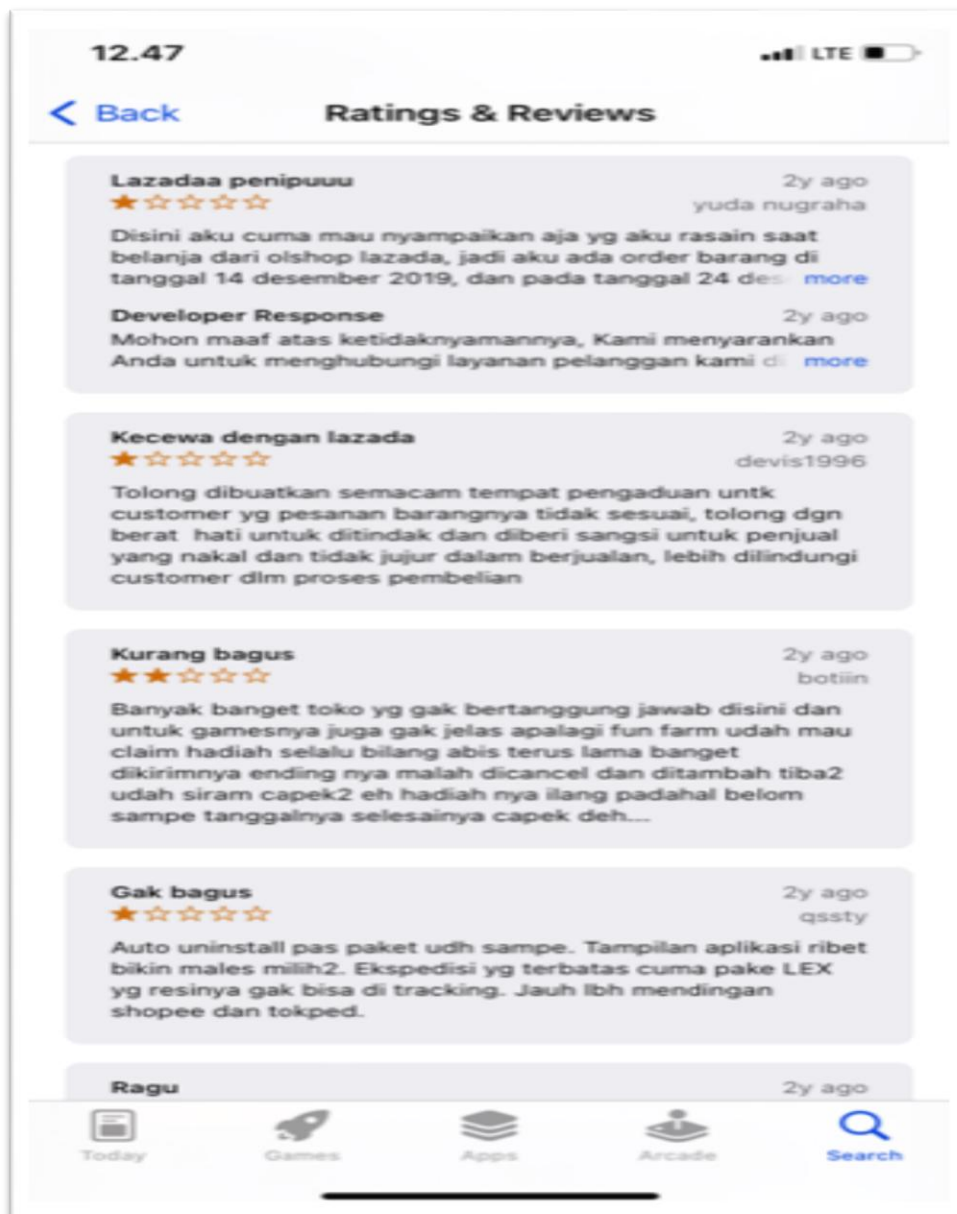 12.47
LTE
Back
Ratings & Reviews
Lazadaa penipuuu
2y ago
yuda nugraha
Disini aku cuma mau nyampaikan aja yg aku rasain saat
belanja dari olshop lazada, jadi aku ada order barang di
tanggal 14 desember 2019, dan pada tanggal 24 des more
Developer Response
2y ago
Mohon maaf atas ketidaknyamannya, Kami menyarankan
Anda untuk menghubungi layanan pelanggan kami di more
Kecewa dengan lazada
2y ago
devis1996
Tolong dibuatkan semacam tempat pengaduan untk
customer yg pesanan barangnya tidak sesuai, tolong dgn
berat hati untuk ditindak dan diberi sangsi untuk penjual
yang nakal dan tidak jujur dalam berjualan, lebih dilindungi
customer dlm proses pembelian
Kurang bagus
2y ago
botiin
Banyak banget toko yg gak bertanggung jawab disini dan
untuk gamesnya juga gak jelas apalagi fun farm udah mau
claim hadiah selalu bilang abis terus lama banget
dikirimnya ending nya malah dicancel dan ditambah tiba2
udah siram capek2 eh hadiah nya ilang padahal belom
sampe tanggalnya selesainya capek deh...
Gak bagus
2y ago
qssty
Auto uninstall pas paket udh sampe. Tampilan aplikasi ribet
bikin males milih2. Ekspedisi yg terbatas cuma pake LEX
yg resinya gak bisa di tracking. Jauh lbh mendingan
shopee dan tokped.
Ragu
2y ago
Today
Games
Apps
Arcade
Search